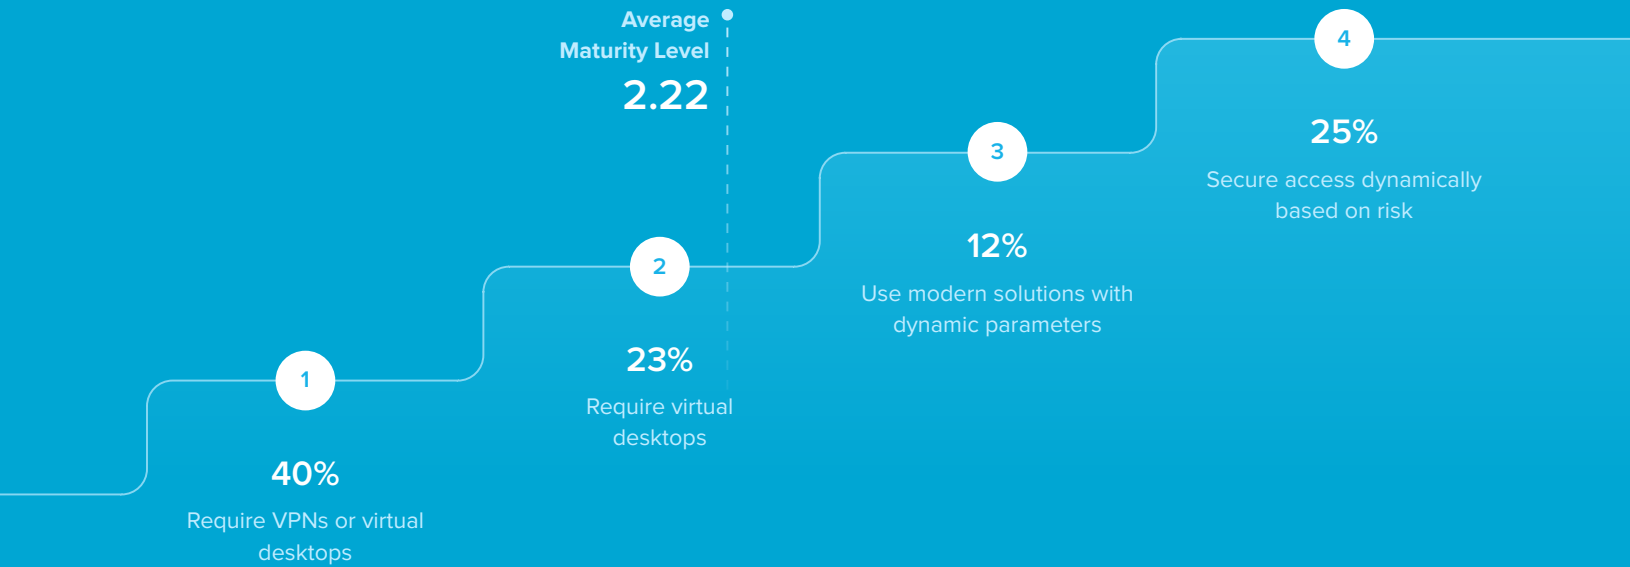 Average
Maturity Level
2.22
1
40%
Require VPNs or virtual
desktops
2
23%
Require virtual
desktops
3
12%
Use modern solutions with
dynamic parameters
4
25%
Secure access dynamically
based on risk